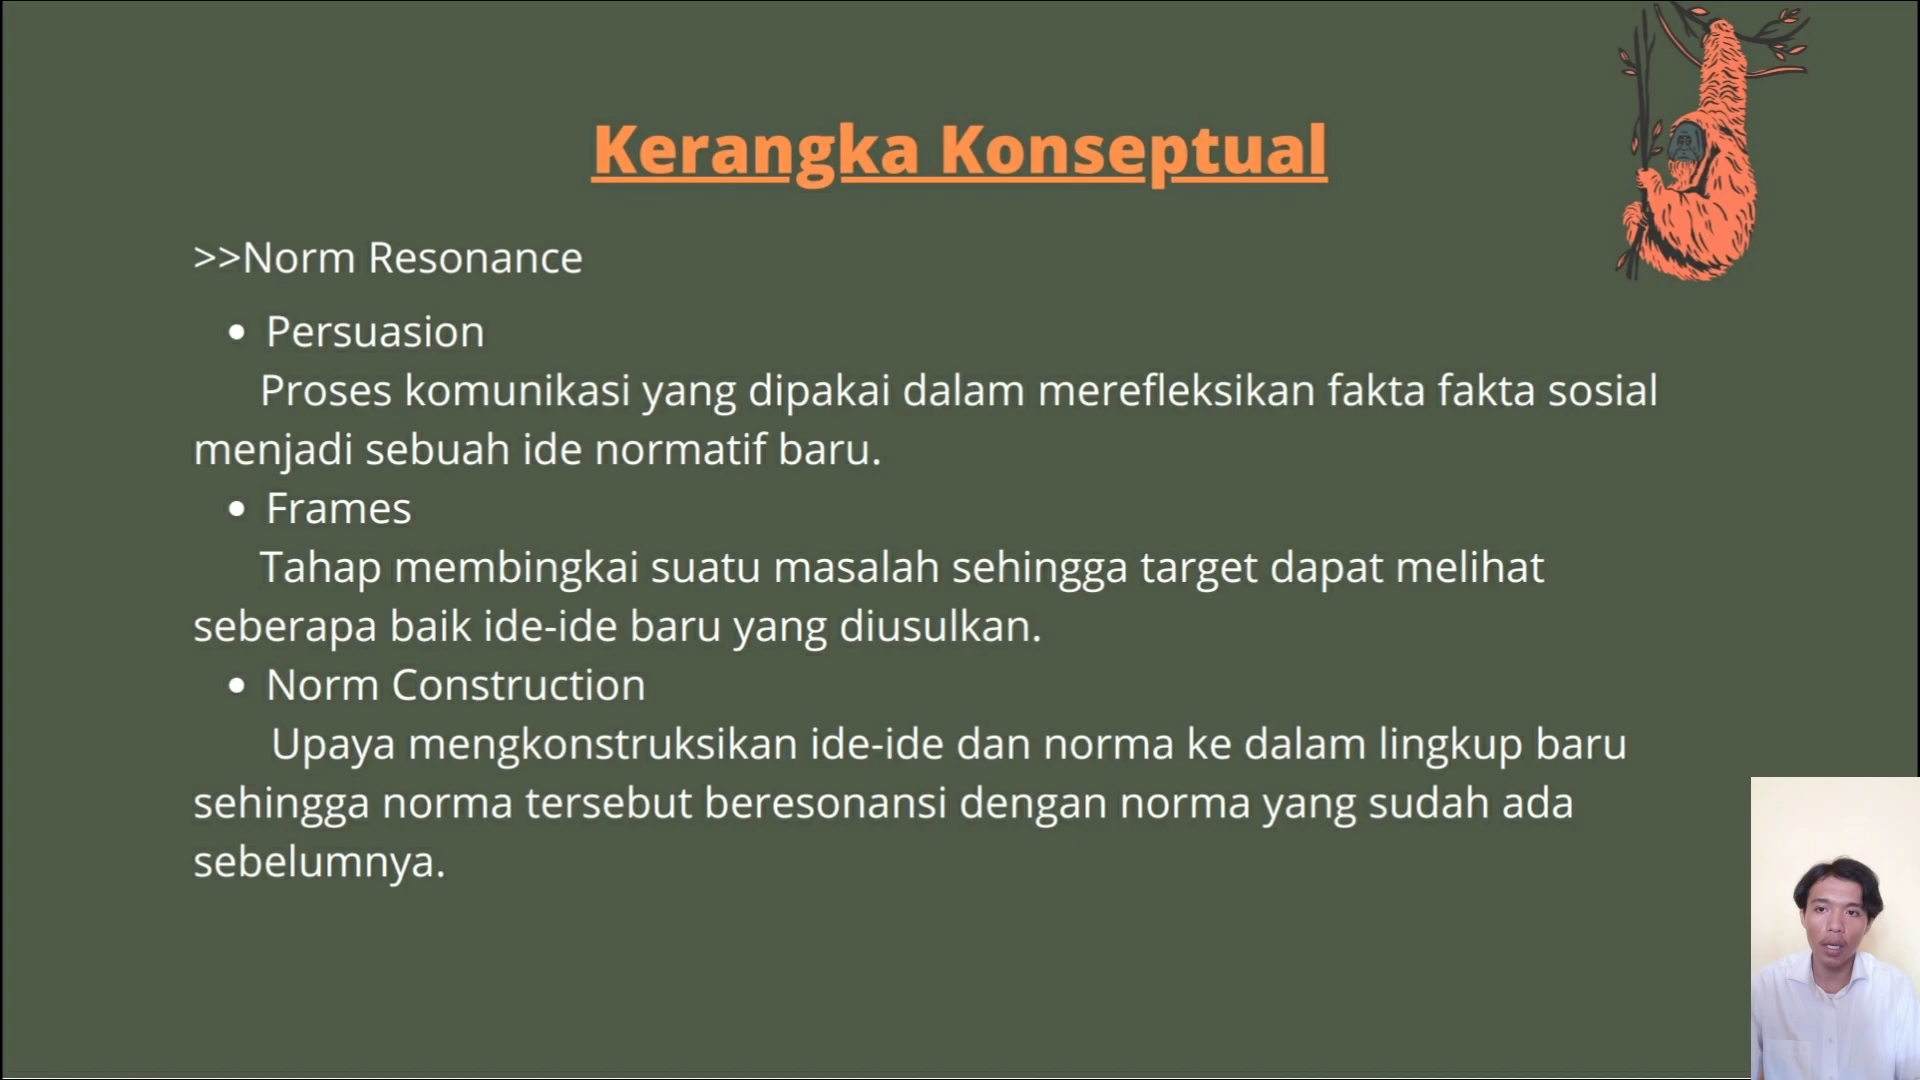 Kerangka Konseptual
>>Norm Resonance
• Persuasion
Proses komunikasi yang dipakai dalam merefleksikan fakta fakta sosial
menjadi sebuah ide normatif baru.
• Frames
Tahap membingkai suatu masalah sehingga target dapat melihat
seberapa baik ide-ide baru yang diusulkan.
• Norm Construction
Upaya mengkonstruksikan ide-ide dan norma ke dalam lingkup baru
sehingga norma tersebut beresonansi dengan norma yang sudah ada
sebelumnya.